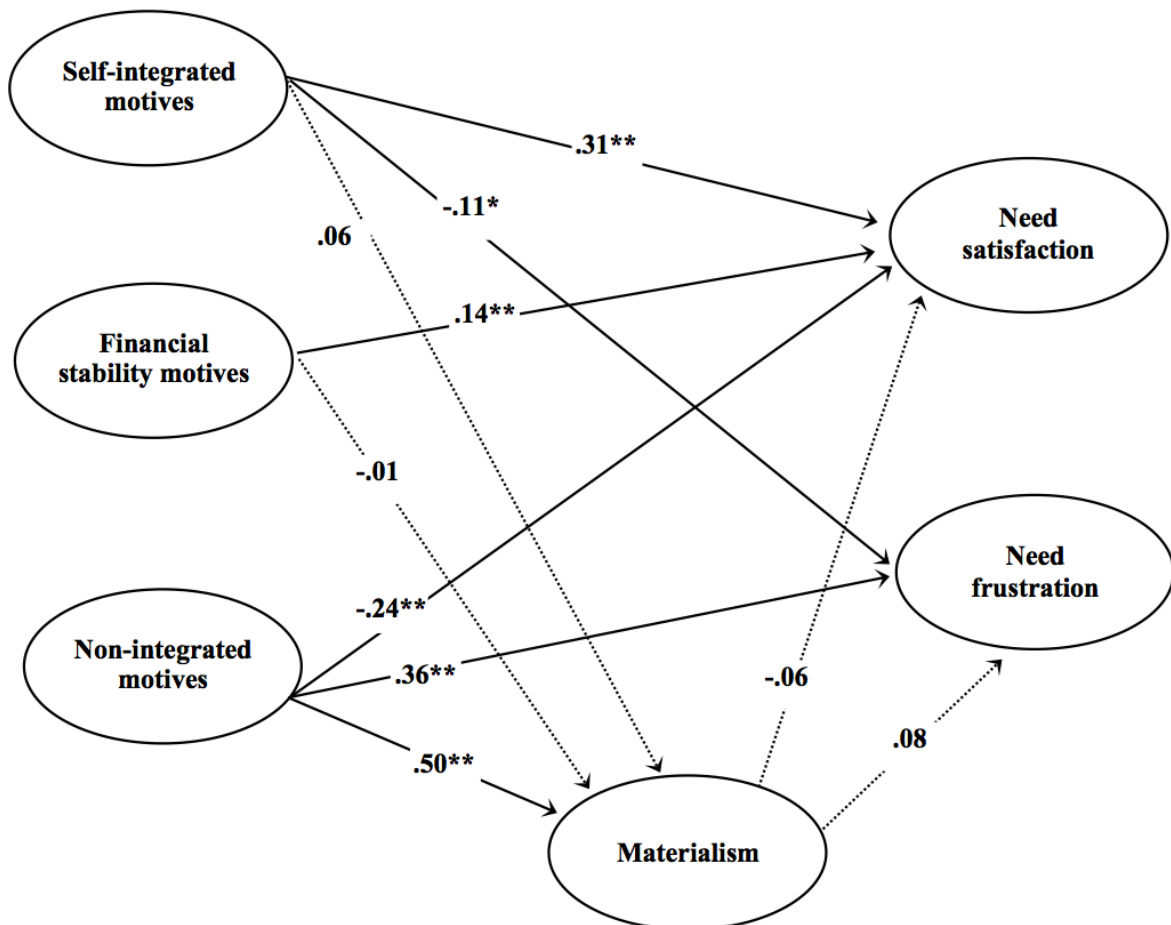 Self-integrated
motives
.31**
Need
satisfaction
-.11*
.06
Financial
stability motives
.14**
-.01
Need
frustration
Non-integrated
motives
-.24**
.36**
-.06
.50**
.08
Materialism